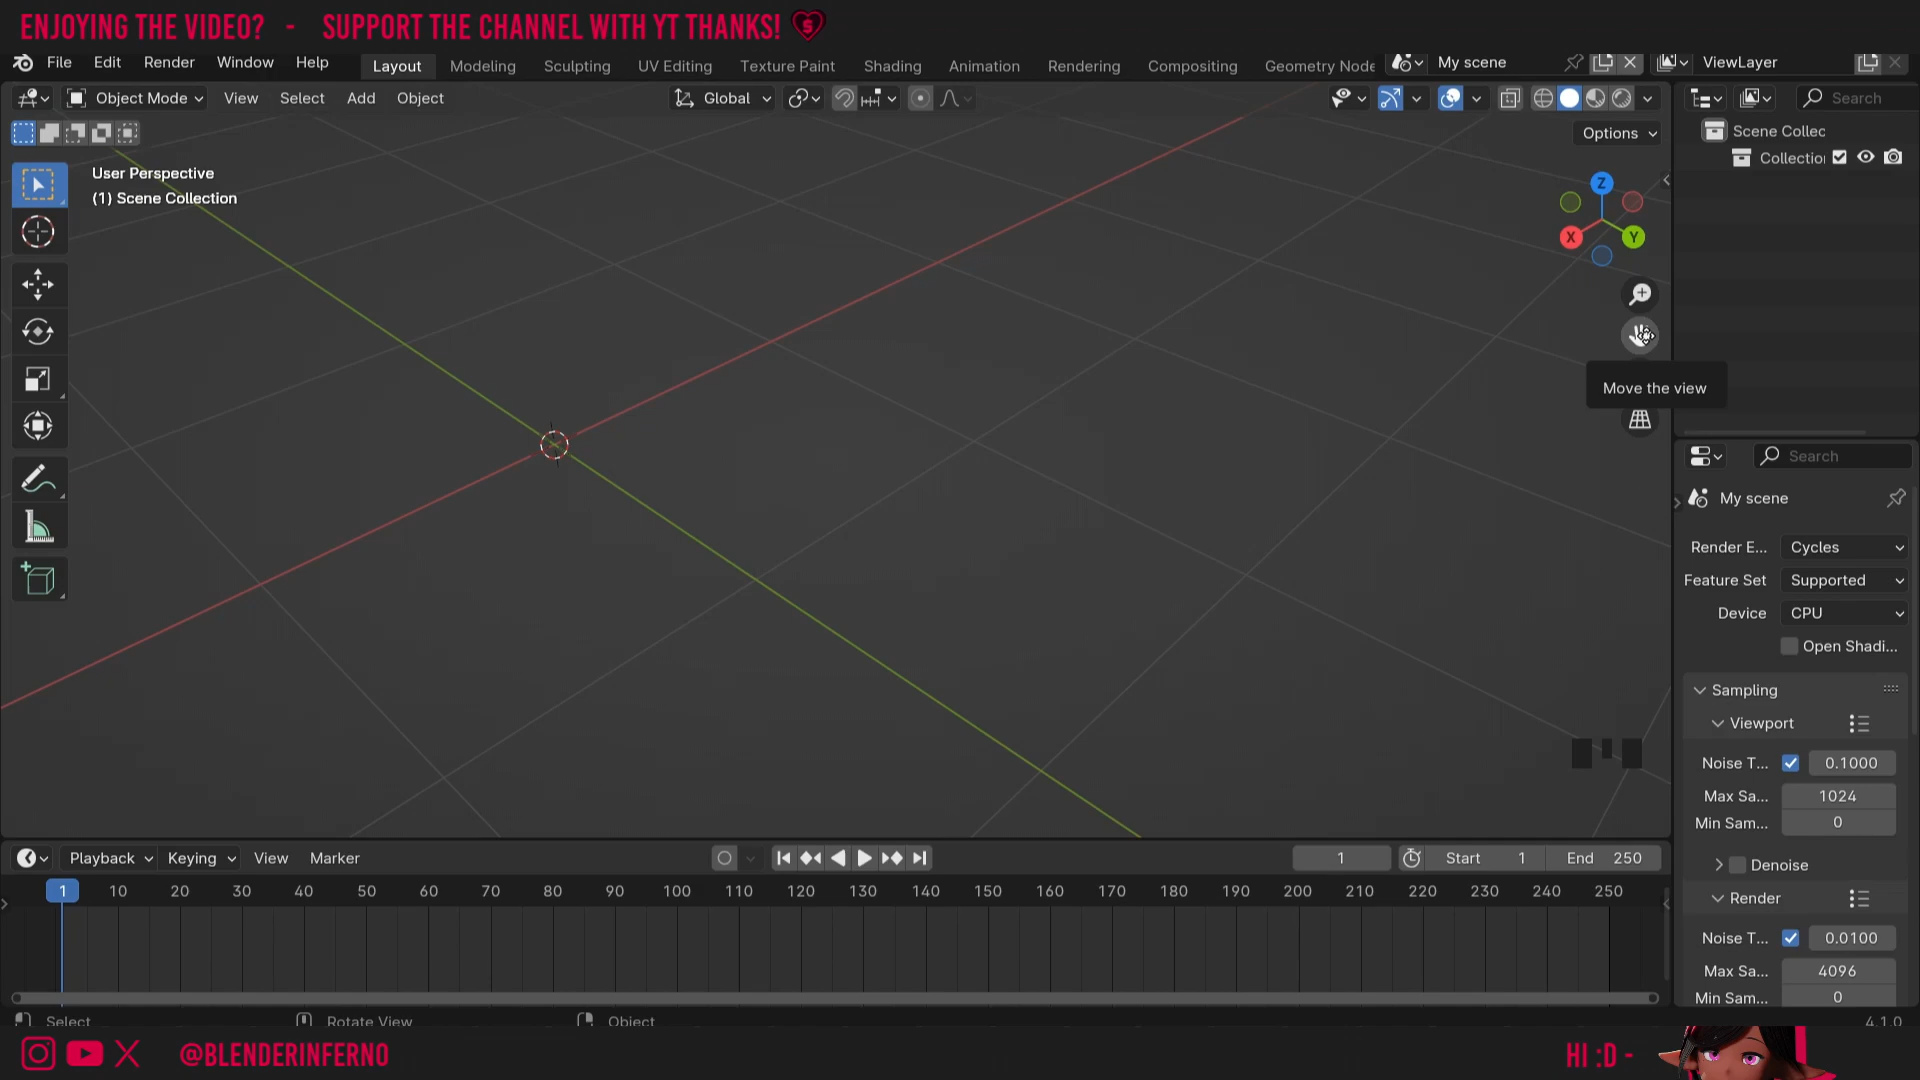 ENJOYING THE VIDEO? - SUPPORT THE CHANNEL WITH YT THANKS! $
File Edit Render Window Help Layout Modeling Sculpting UV Editing Texture Paint Shading Animation Rendering Compositing Geometry Node My scene ViewLayer
Object Mode View Select Add Object Global Search
Options
User Perspective
(1) Scene Collection
Scene Collec
Collectio
Z
X Y
Move the view
Search
My scene
Render E... Cycles
Feature Set Supported
Device CPU
Open Shadi...
Sampling
Viewport
Noise T... 0.1000
Max Sa... 1024
Min Sam... 0
Denoise
Render
Noise T... 0.0100
Max Sa... 4096
Min Sam... 0
Playback Keying View Marker 1 Start 1 End 250
1 10 20 30 40 50 60 70 80 90 100 110 120 130 140 150 160 170 180 190 200 210 220 230 240 250
Select Rotate View Object 4.1.0
@BLENDERINFERNO HI :D -